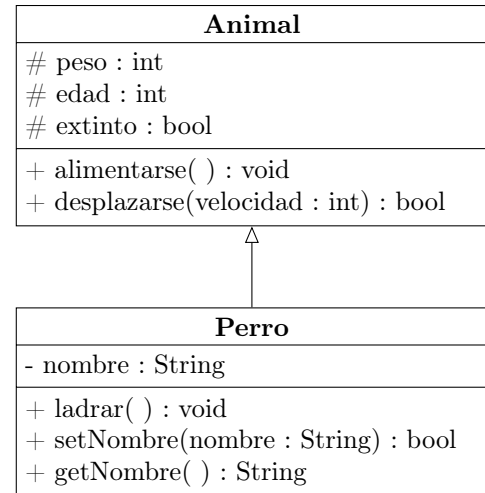 Animal
# peso : int
# edad : int
# extinto : bool
+ alimentarse( ) : void
+ desplazarse(velocidad : int) : bool
Perro
- nombre : String
+ ladrar( ) : void
+ setNombre(nombre : String) : bool
+ getNombre( ) : String